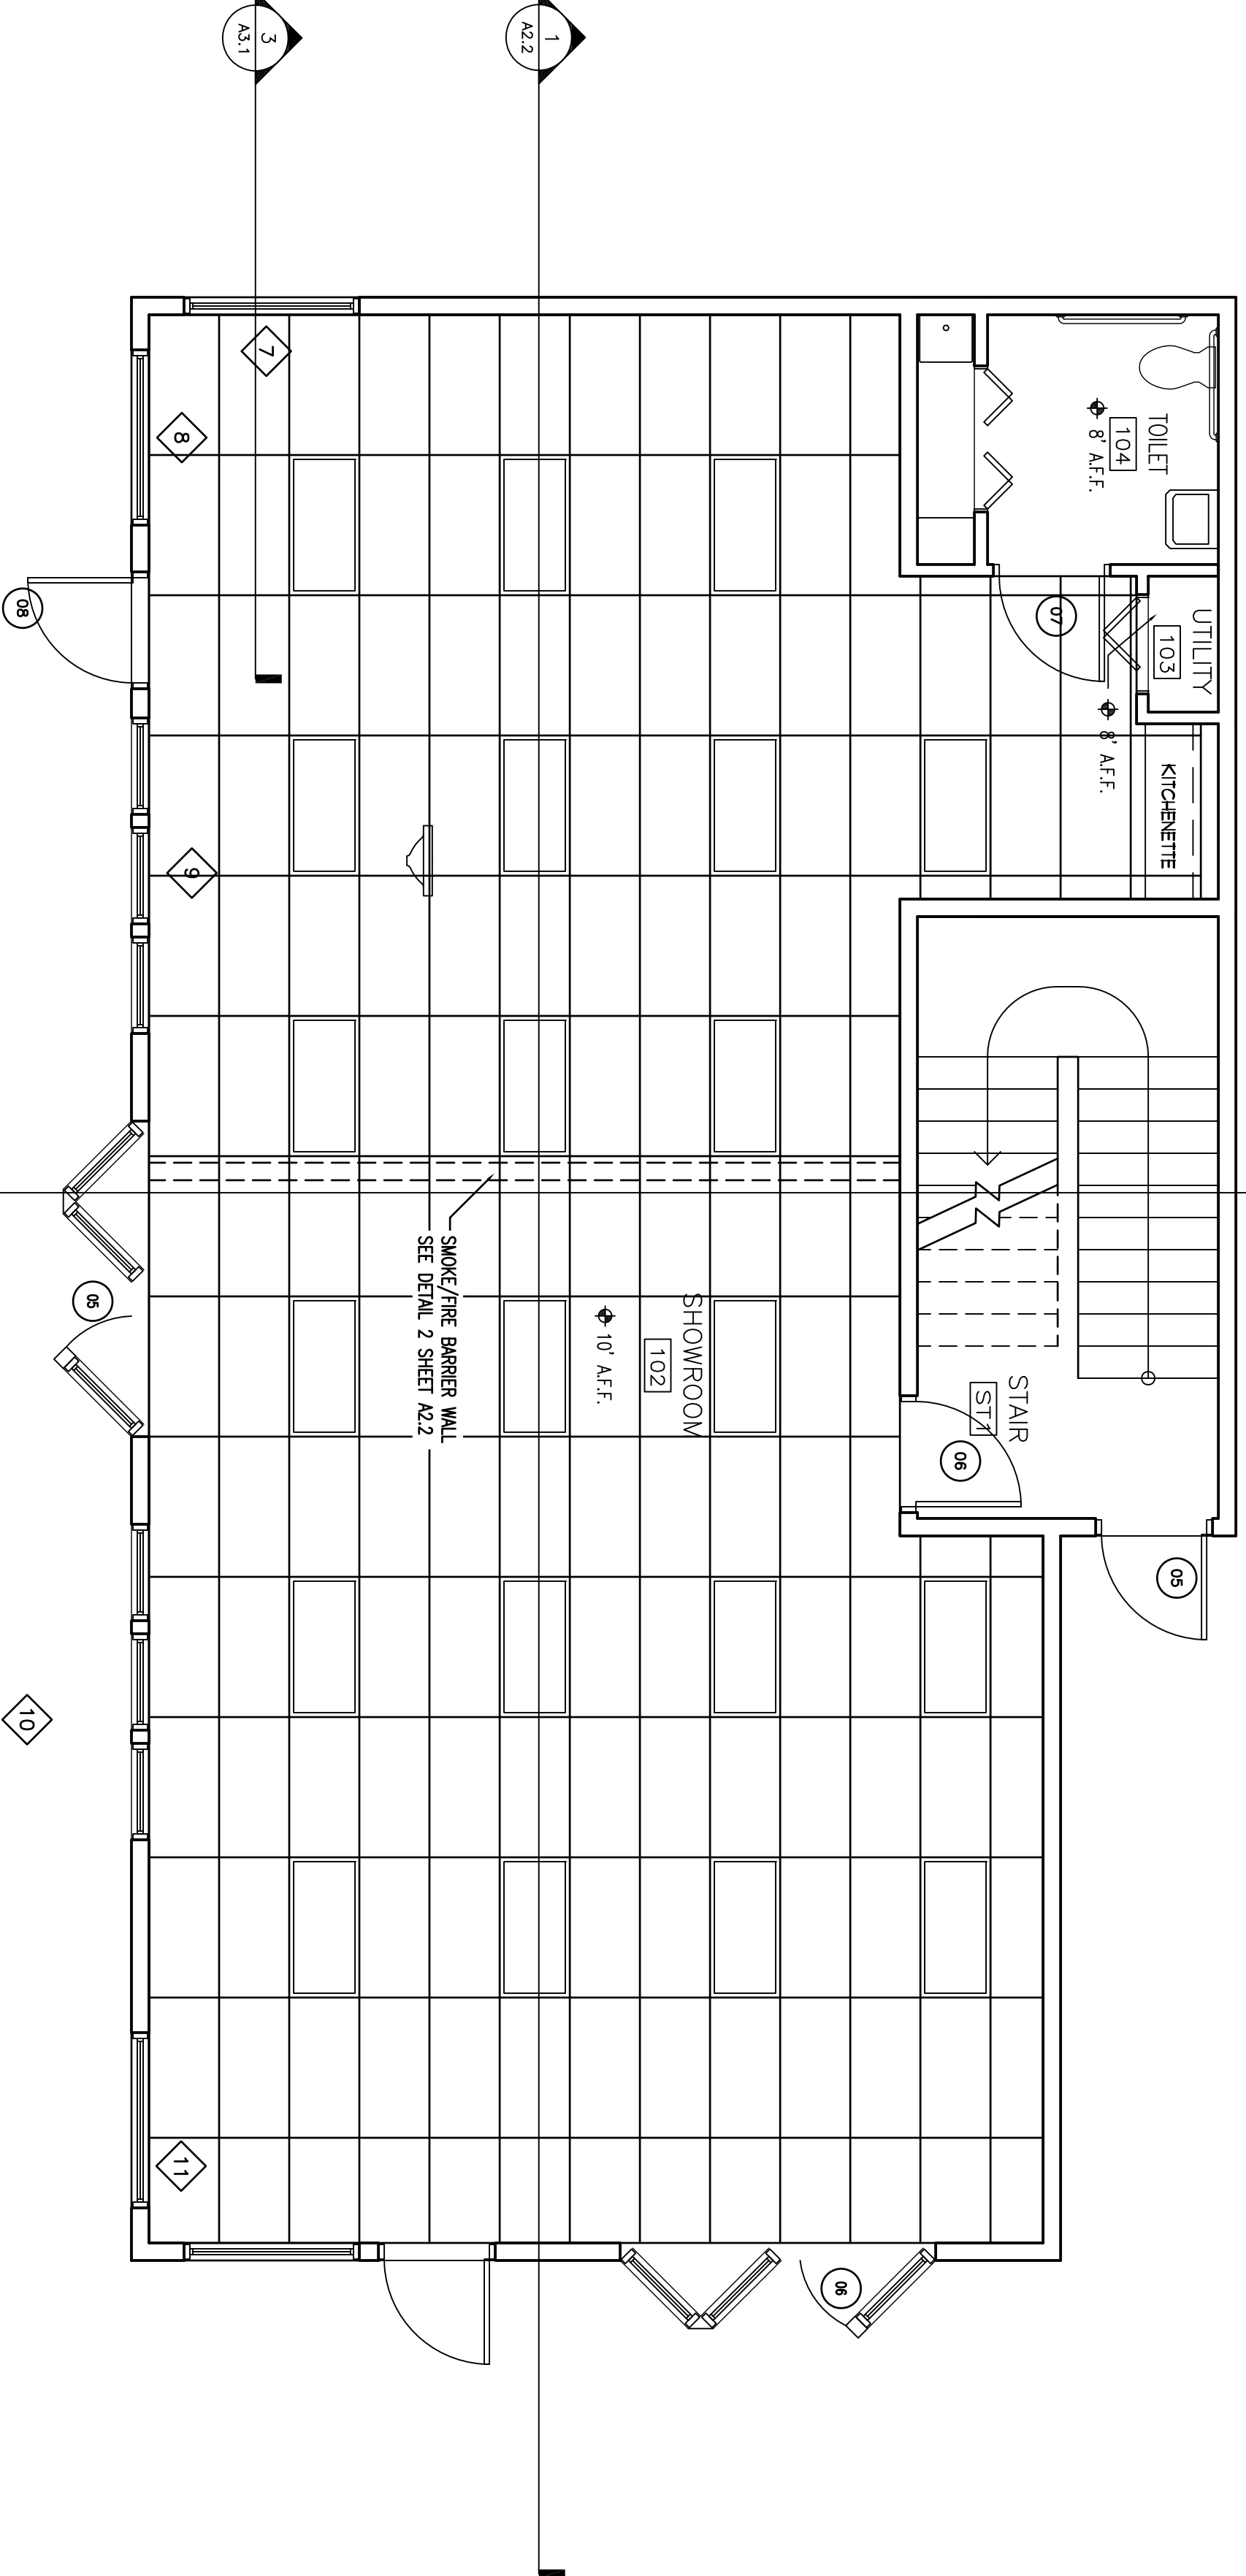 3
A3.1
1
A2.2
TOILET
104
8' A.F.F.
UTILITY
103
07
8' A.F.F.
KITCHENETTE
7
8
08
9
SMOKE/FIRE BARRIER WALL
SEE DETAIL 2 SHEET A2.2
SHOWROOM
102
10' A.F.F.
STAIR
ST1
06
05
05
10
11
06